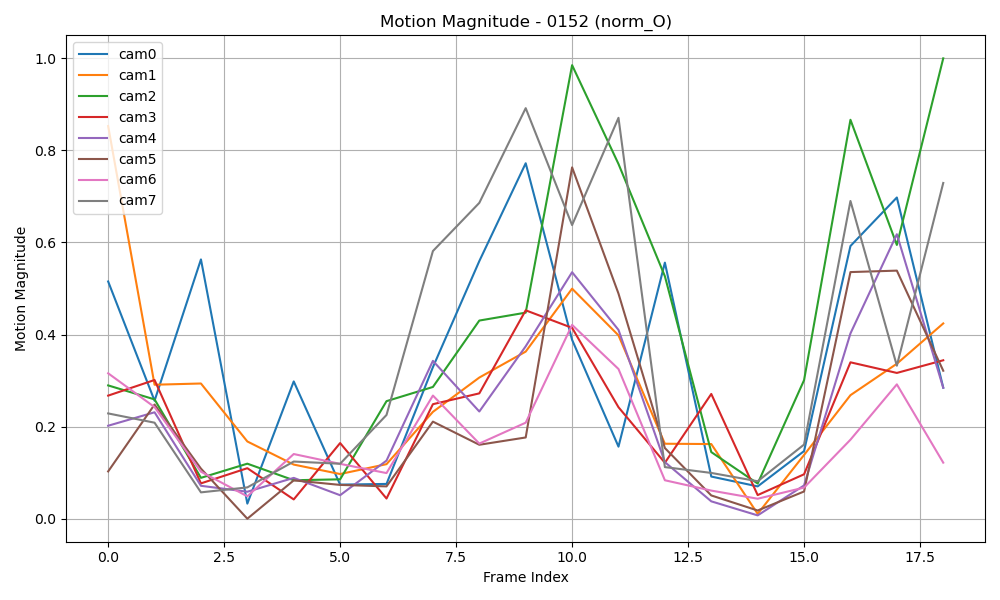 Motion Magnitude - 0152 (norm_O)
cam0
cam1
cam2
cam3
cam4
cam5
cam6
cam7
Motion Magnitude
1.0
0.8
0.6
0.4
0.2
0.0
0.0
2.5
5.0
7.5
10.0
12.5
15.0
17.5
Frame Index